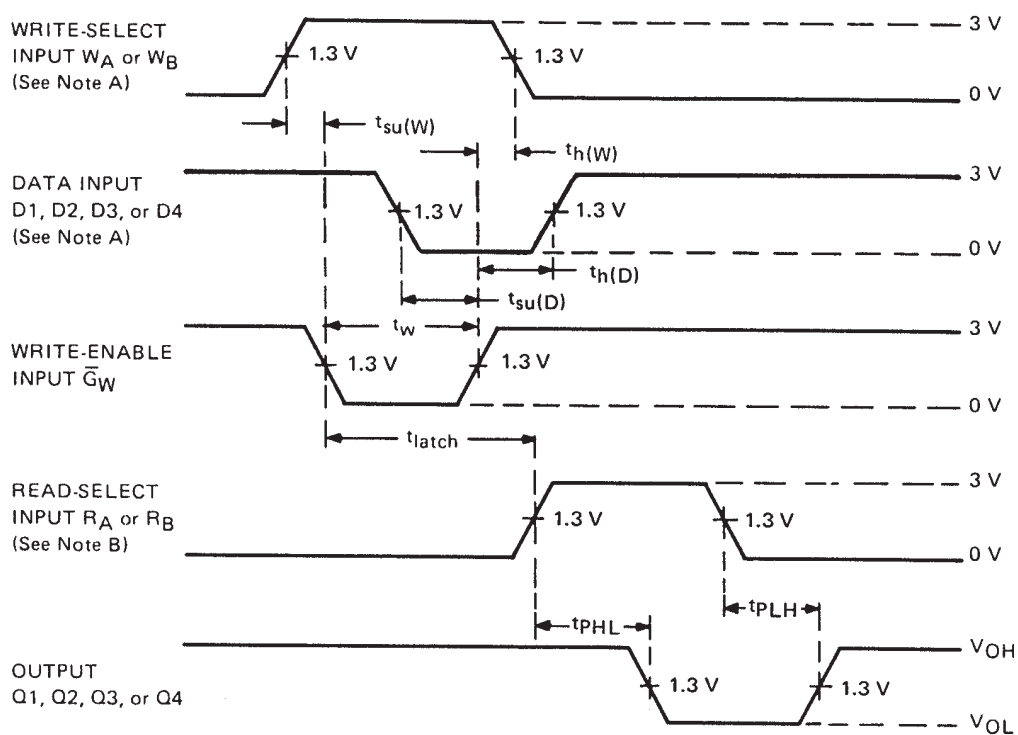 WRITE-SELECT
INPUT WA or WB
(See Note A)
1.3 V
1.3 V
3 V
0 V
tsu(W)
th(W)
DATA INPUT
D1, D2, D3, or D4
(See Note A)
1.3 V
1.3 V
3 V
0 V
th(D)
tsu(D)
tw
WRITE-ENABLE
INPUT G̅W
1.3 V
1.3 V
3 V
0 V
tlatch
READ-SELECT
INPUT RA or RB
(See Note B)
1.3 V
1.3 V
3 V
0 V
tPHL
tPLH
OUTPUT
Q1, Q2, Q3, or Q4
1.3 V
1.3 V
VOH
VOL